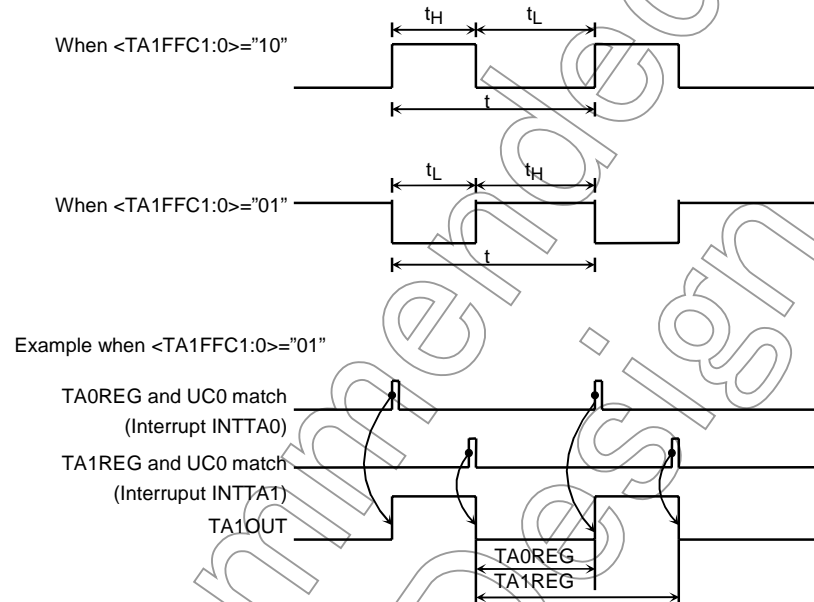 tH tL
When <TA1FFC1:0>="10"
t
tL tH
When <TA1FFC1:0>="01"
t
Example when <TA1FFC1:0>="01"
TA0REG and UC0 match
(Interrupt INTTA0)
TA1REG and UC0 match
(Interruput INTTA1)
TA1OUT
TA0REG
TA1REG